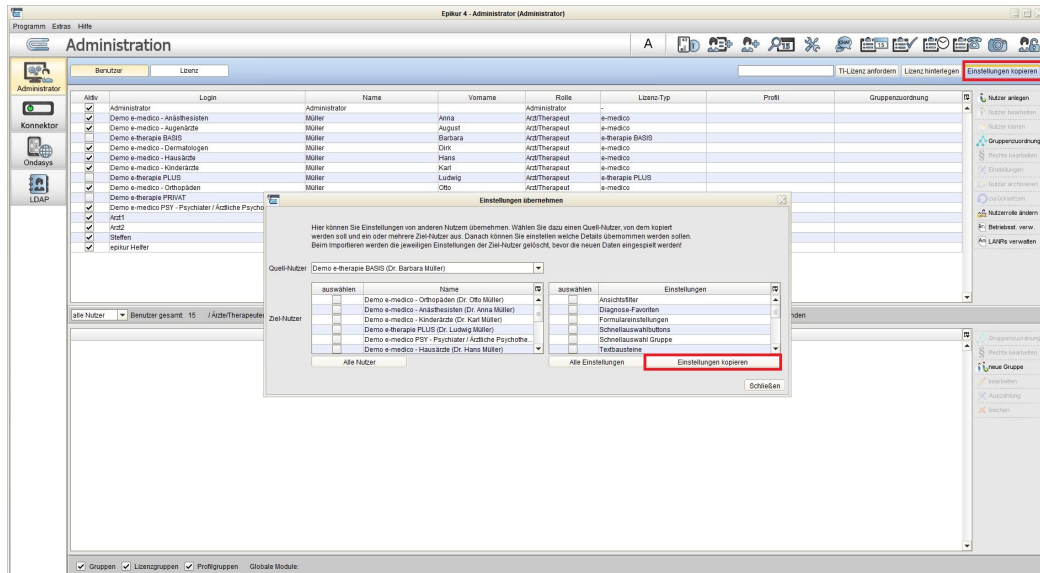 Epikur 4 - Administrator (Administrator)
Programm Extras Hilfe
Administration
A
Administrator
Konnektor
Ondasys
LDAP
Benutzer Lizenz
TI-Lizenz anfordern Lizenz hinterlegen Einstellungen kopieren
Aktiv Login Name Vorname Rolle Lizenz-Typ Profil Gruppenzuordnung
Administrator Administrator Administrator -
Demo e-medico - Anästhesisten Müller Anna Arzt/Therapeut e-medico
Demo e-medico - Augenärzte Müller August Arzt/Therapeut e-medico
Demo e-therapie BASIS Müller Barbara Arzt/Therapeut e-therapie BASIS
Demo e-medico - Dermatologen Müller Dirk Arzt/Therapeut e-medico
Demo e-medico - Hausärzte Müller Hans Arzt/Therapeut e-medico
Demo e-medico - Kinderärzte Müller Karl Arzt/Therapeut e-medico
Demo e-therapie PLUS Müller Ludwig Arzt/Therapeut e-therapie PLUS
Demo e-medico - Orthopäden Müller Otto Arzt/Therapeut e-medico
Demo e-therapie PRIVAT
Demo e-medico PSY - Psychiater / Ärztliche Psycho
Arzt1
Arzt2
Steffen
epikur Helfer
Nutzer anlegen
Nutzer bearbeiten
Nutzer klonen
Gruppenzuordnung
Rechte bearbeiten
Einstellungen
Nutzer archivieren
zurücksetzen
Nutzerrolle ändern
Betriebsst. verw.
LANRs verwalten
Einstellungen übernehmen
Hier können Sie Einstellungen von anderen Nutzern übernehmen. Wählen Sie dazu einen Quell-Nutzer, von dem kopiert
werden soll und ein oder mehrere Ziel-Nutzer aus. Danach können Sie einstellen welche Details übernommen werden sollen.
Beim Importieren werden die jeweiligen Einstellungen der Ziel-Nutzer gelöscht, bevor die neuen Daten eingespielt werden!
Quell-Nutzer Demo e-therapie BASIS (Dr. Barbara Müller)
Ziel-Nutzer
auswählen Name
Demo e-medico - Orthopäden (Dr. Otto Müller)
Demo e-medico - Anästhesisten (Dr. Anna Müller)
Demo e-medico - Kinderärzte (Dr. Karl Müller)
Demo e-therapie PLUS (Dr. Ludwig Müller)
Demo e-medico PSY - Psychiater / Ärztliche Psychothe...
Demo e-medico - Hausärzte (Dr. Hans Müller)
Alle Nutzer
auswählen Einstellungen
Ansichtsfilter
Diagnose-Favoriten
Formulareinstellungen
Schnellauswahlbuttons
Schnellauswahl Gruppe
Textbausteine
Alle Einstellungen Einstellungen kopieren
Schließen
alle Nutzer Benutzer gesamt: 15 / Ärzte/Therapeuten
nden
Gruppenzuordnung
Rechte bearbeiten
neue Gruppe
bearbeiten
Auszahlung
löschen
Gruppen Lizenzgruppen Profilgruppen Globale Module: